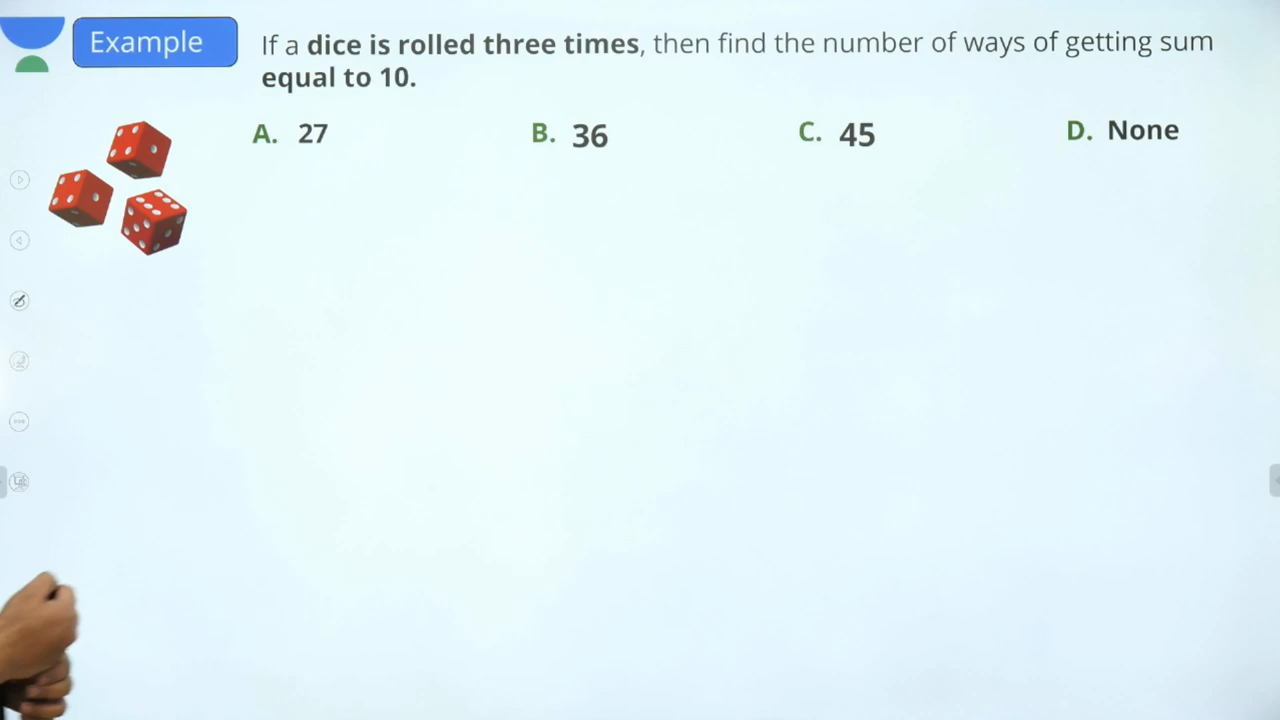 Example
If a dice is rolled three times, then find the number of ways of getting sum
equal to 10.
A. 27 B. 36 C. 45 D. None